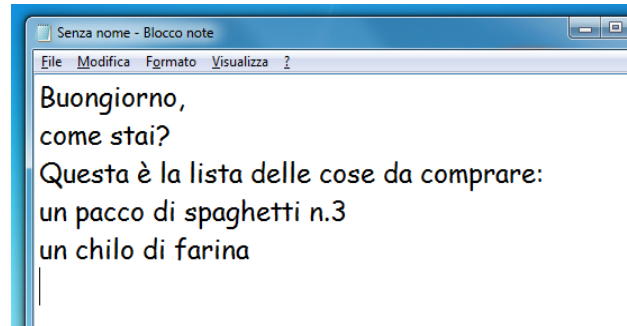 Senza nome - Blocco note
File Modifica Formato Visualizza ?
Buongiorno,
come stai?
Questa è la lista delle cose da comprare:
un pacco di spaghetti n.3
un chilo di farina